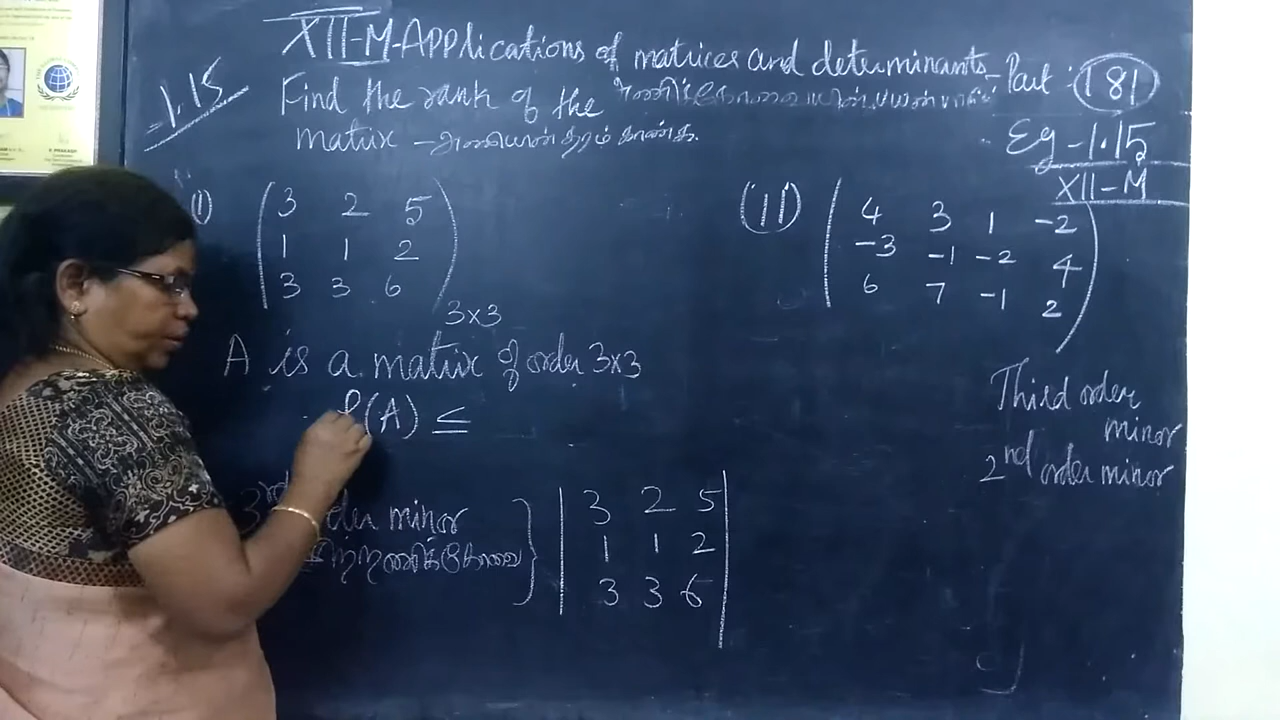 XII-M-Applications of matrices and determinants - Part : 181
=1.15
Find the rank of the
matrix - அணியின் தரம் காண்க.
Eg-1.15
XII-M
(i)
3 2 5
1 1 2
3 3 6
3x3
(ii)
4 3 1 -2
-3 -1 -2 4
6 7 -1 2
A is a matrix of order 3x3
ρ(A) ≤
Third order
minor
2nd order minor
3rd order minor
சிற்றணிக்கோவை
3 2 5
1 1 2
3 3 6